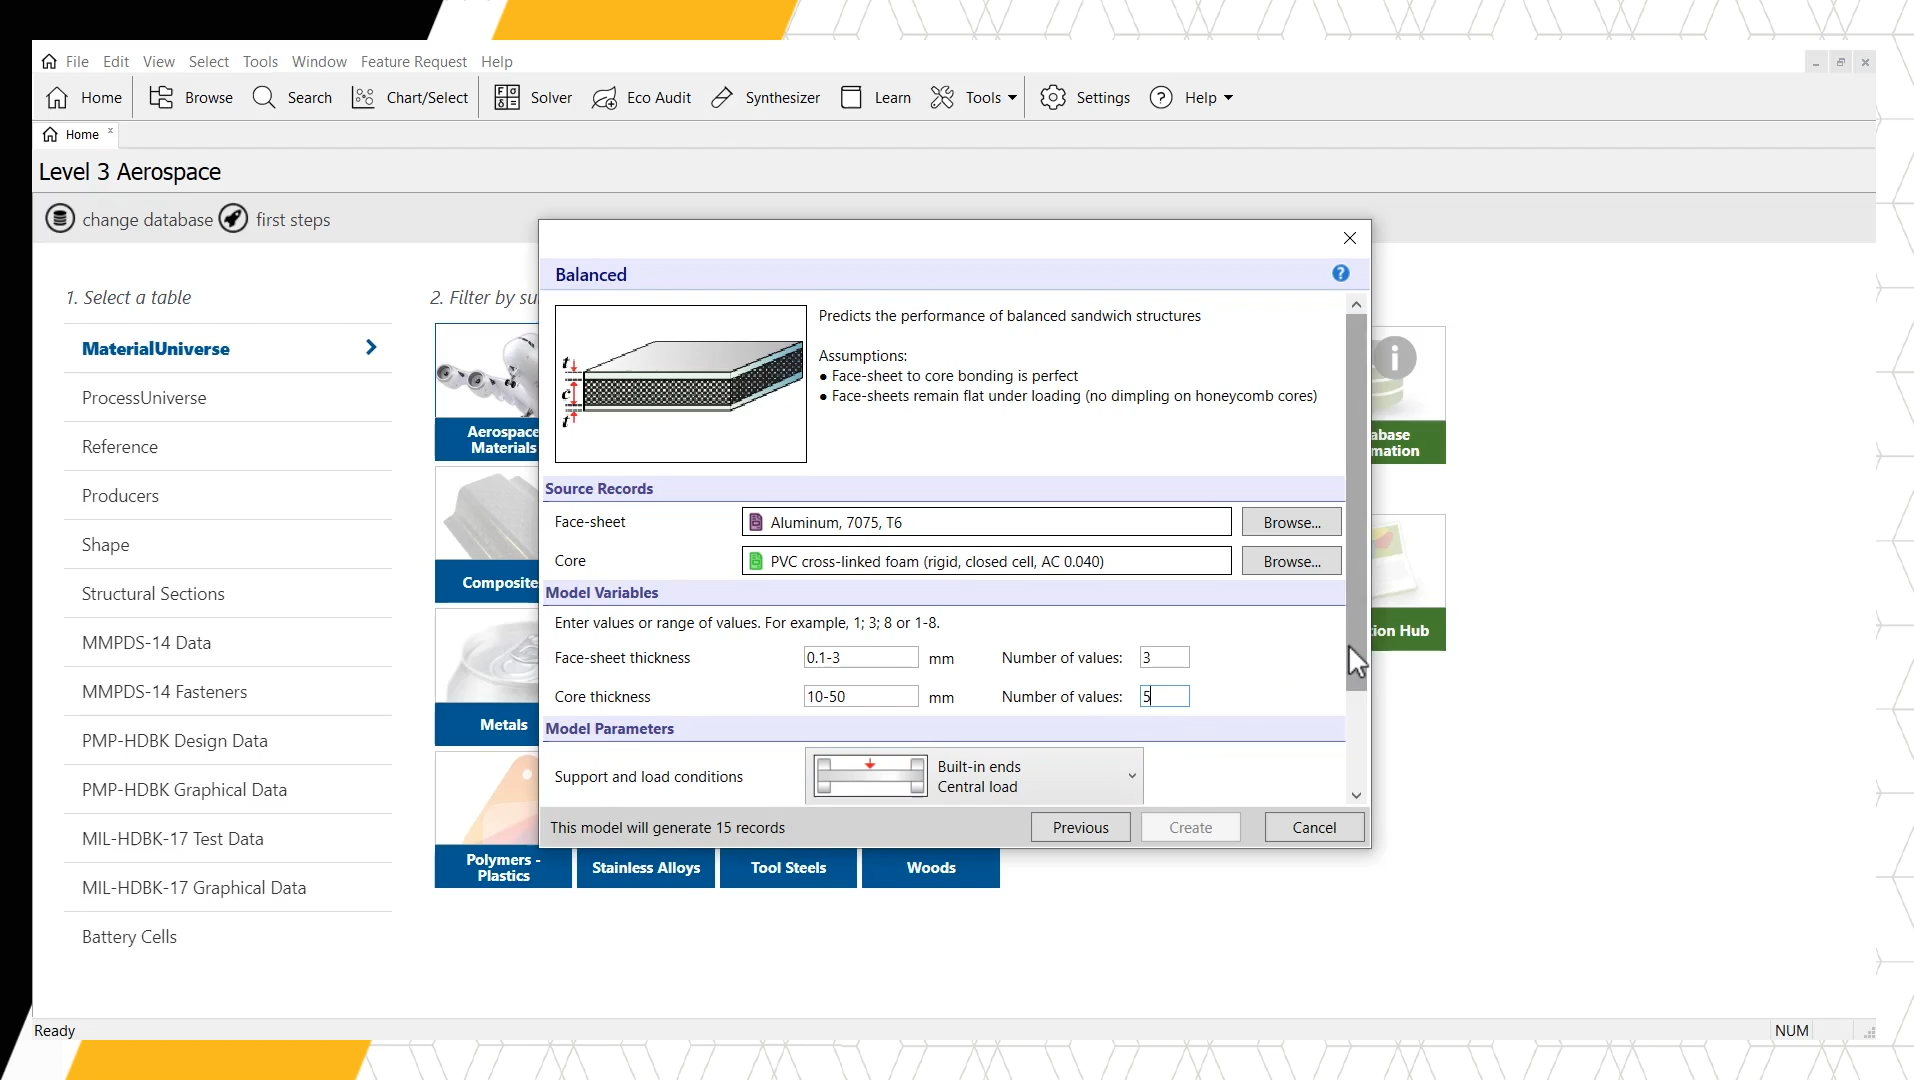 File Edit View Select Tools Window Feature Request Help
Home Browse Search Chart/Select Solver Eco Audit Synthesizer Learn Tools Settings Help
Home
Level 3 Aerospace
change database first steps
1. Select a table
MaterialUniverse
ProcessUniverse
Reference
Producers
Shape
Structural Sections
MMPDS-14 Data
MMPDS-14 Fasteners
PMP-HDBK Design Data
PMP-HDBK Graphical Data
MIL-HDBK-17 Test Data
MIL-HDBK-17 Graphical Data
Battery Cells
2. Filter by su
Aerospace
Materials
Composite
Metals
Polymers -
Plastics
Stainless Alloys
Tool Steels
Woods
abase
mation
ion Hub
Balanced
Predicts the performance of balanced sandwich structures
Assumptions:
• Face-sheet to core bonding is perfect
• Face-sheets remain flat under loading (no dimpling on honeycomb cores)
t
c
t
Source Records
Face-sheet Aluminum, 7075, T6 Browse...
Core PVC cross-linked foam (rigid, closed cell, AC 0.040) Browse...
Model Variables
Enter values or range of values. For example, 1; 3; 8 or 1-8.
Face-sheet thickness 0.1-3 mm Number of values: 3
Core thickness 10-50 mm Number of values: 5
Model Parameters
Support and load conditions
Built-in ends
Central load
This model will generate 15 records
Previous Create Cancel
Ready
NUM